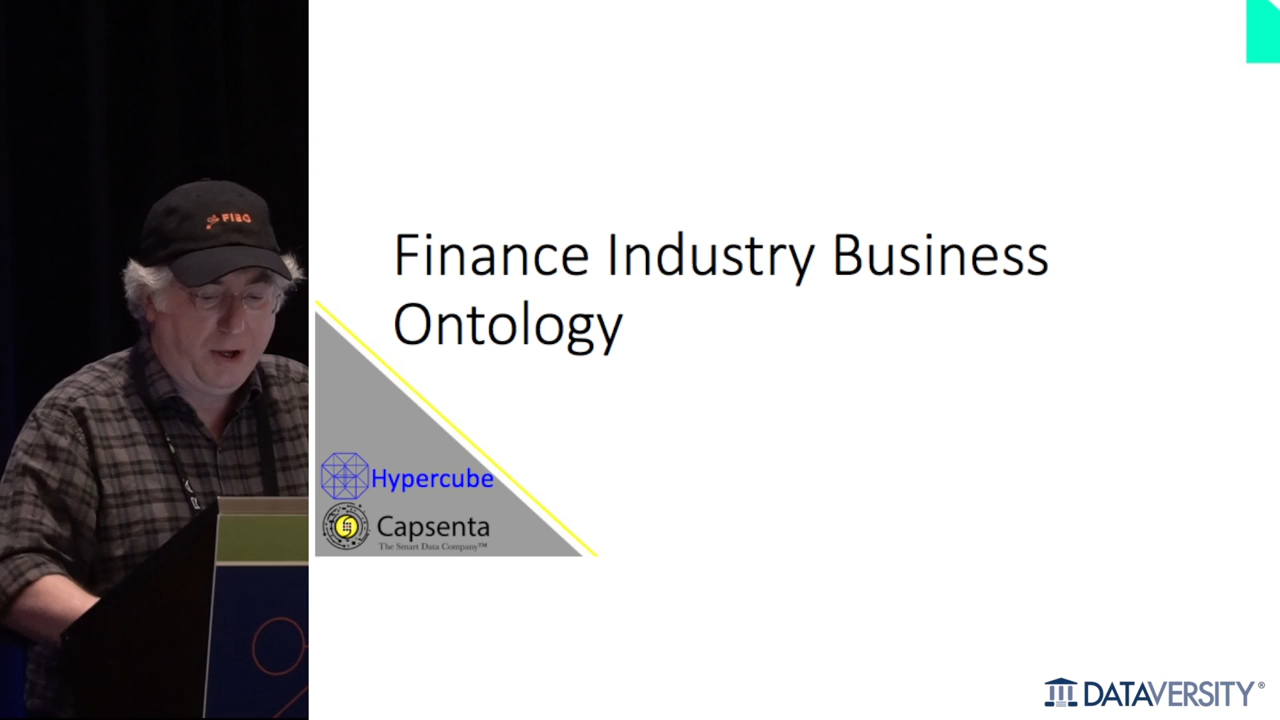 FIBO
Finance Industry Business
Ontology
Hypercube
Capsenta
The Smart Data Company™
DATAVERSITY®